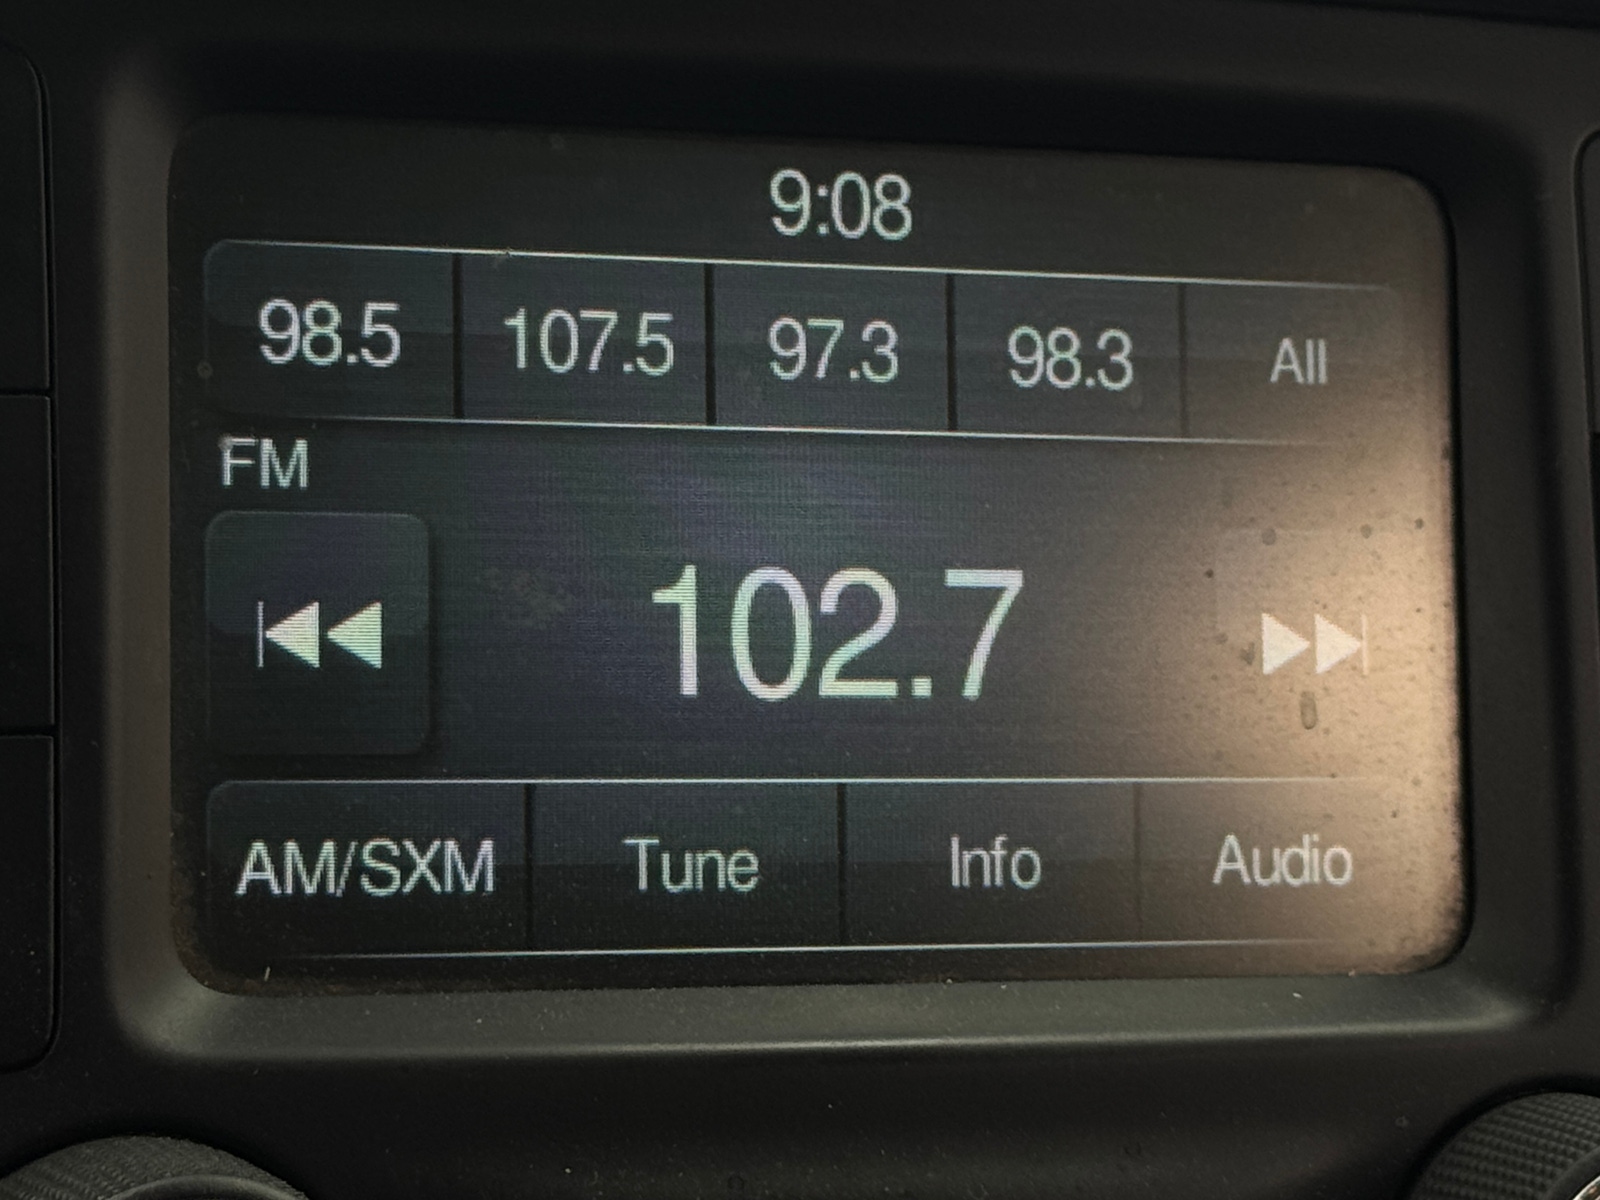 9:08
98.5 107.5 97.3 98.3 All
FM
102.7
AM/SXM Tune Info Audio